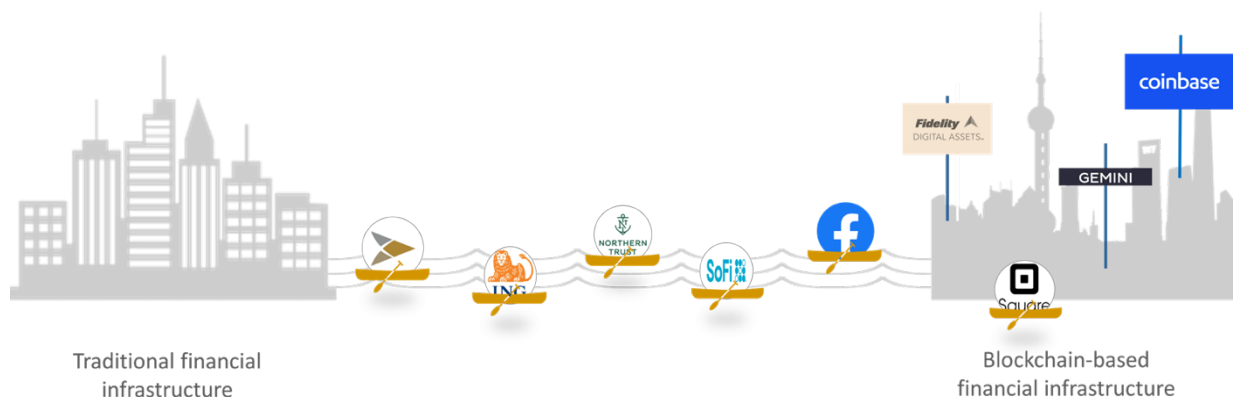 coinbase
Fidelity
DIGITAL ASSETS
GEMINI
NORTHERN
TRUST
SoFi
ING
f
Square
Traditional financial
infrastructure
Blockchain-based
financial infrastructure